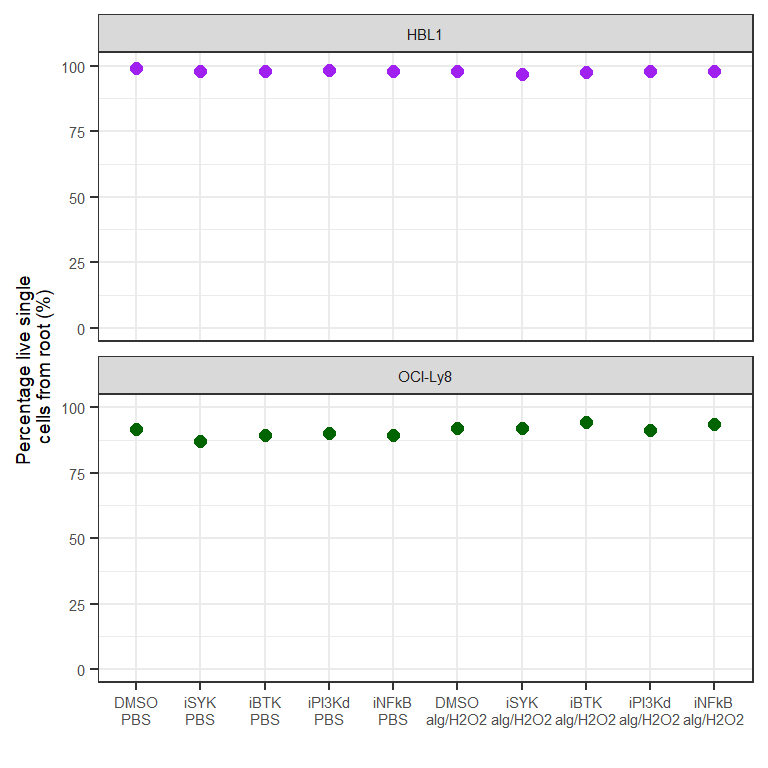 HBL1
100
75
50
25
0
Percentage live single
cells from root (%)
OCI-Ly8
100
75
50
25
0
DMSO iSYK iBTK iPI3Kd iNFkB DMSO iSYK iBTK iPI3Kd iNFkB
PBS PBS PBS PBS PBS alg/H2O2 alg/H2O2 alg/H2O2 alg/H2O2 alg/H2O2